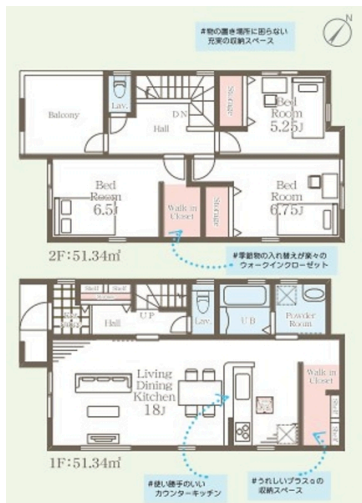 #物の置き場所に困らない
充実の収納スペース
Lav.
Balcony
DN
Hall
Storage
Bed
Room
5.25J
Bed
Room
6.5J
Walk in
Closet
Storage
Bed
Room
6.75J
2F:51.34㎡
#季節物の入れ替えが楽々の
ウォークインクローゼット
Shelf
Shelf
Hall
UP
Lav.
UB
Powder
Room
Living
Dining
Kitchen
18J
Walk in
Closet
1F:51.34㎡
#使い勝手のいい
カウンターキッチン
#うれしいプラスαの
収納スペース